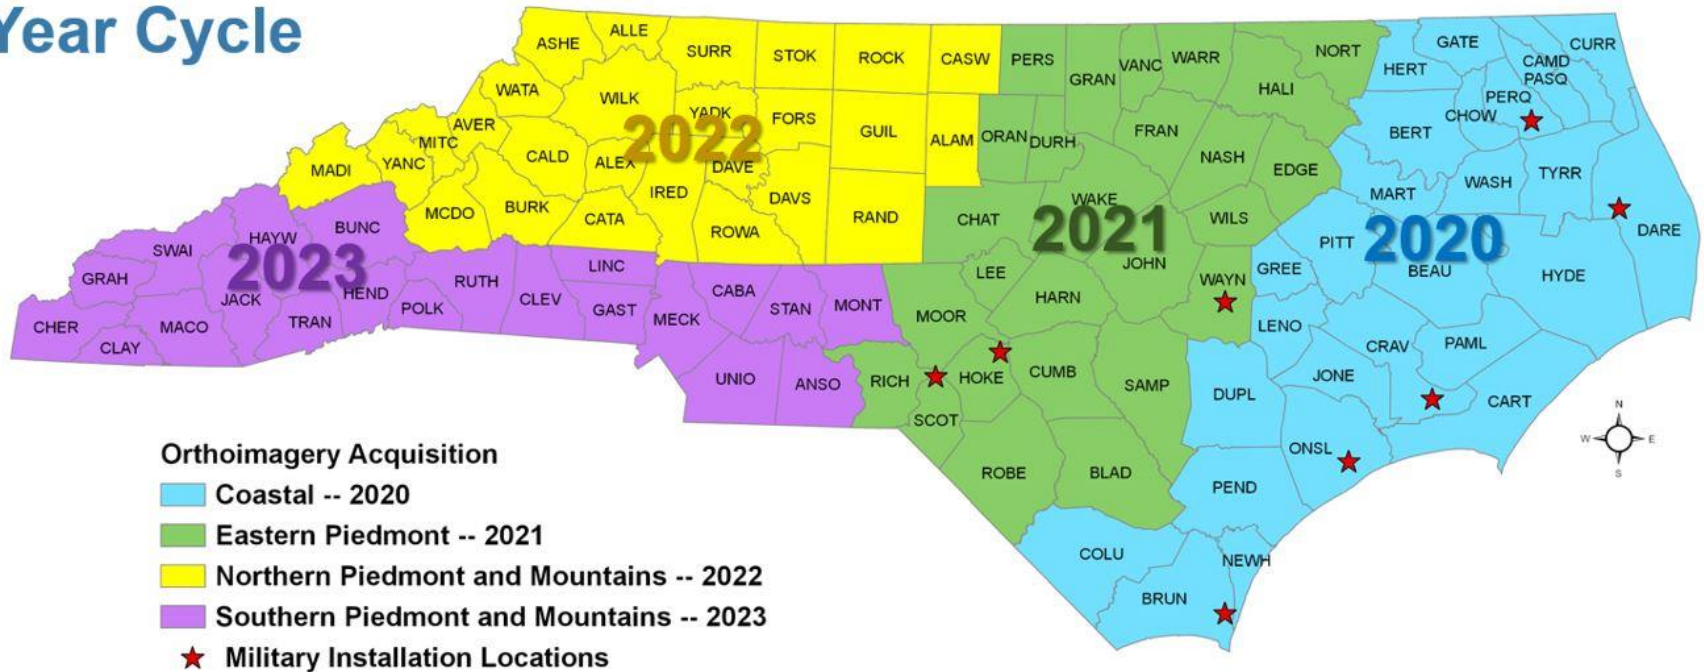 Year Cycle
ASHE
ALLE
SURR
STOK
ROCK
CASW
PERS
GRAN
VANC
WARR
NORT
HALI
HERT
GATE
CAMD
PASQ
CURR
WATA
WILK
YADK
FORS
GUIL
ALAM
ORAN
DURH
FRAN
NASH
EDGE
BERT
CHOW
PERQ
AVER
MITC
YANC
MADI
CALD
ALEX
2022
DAVE
IRED
DAVS
RAND
CHAT
WAKE
WILS
MART
WASH
TYRR
DARE
MCDO
BURK
CATA
ROWA
2021
JOHN
PITT
2020
BEAU
HYDE
SWAI
HAYW
BUNC
2023
GRAH
JACK
HEND
RUTH
LINC
CABA
STAN
MONT
LEE
HARN
WAYN
GREE
CHER
CLAY
MACO
TRAN
POLK
CLEV
GAST
MECK
MOOR
LENO
CRAV
PAML
UNIO
ANSO
RICH
HOKE
CUMB
SAMP
DUPL
JONE
CART
SCOT
ROBE
BLAD
ONSL
PEND
COLU
NEWH
BRUN
N
W
E
S
Orthoimagery Acquisition
Coastal -- 2020
Eastern Piedmont -- 2021
Northern Piedmont and Mountains -- 2022
Southern Piedmont and Mountains -- 2023
Military Installation Locations